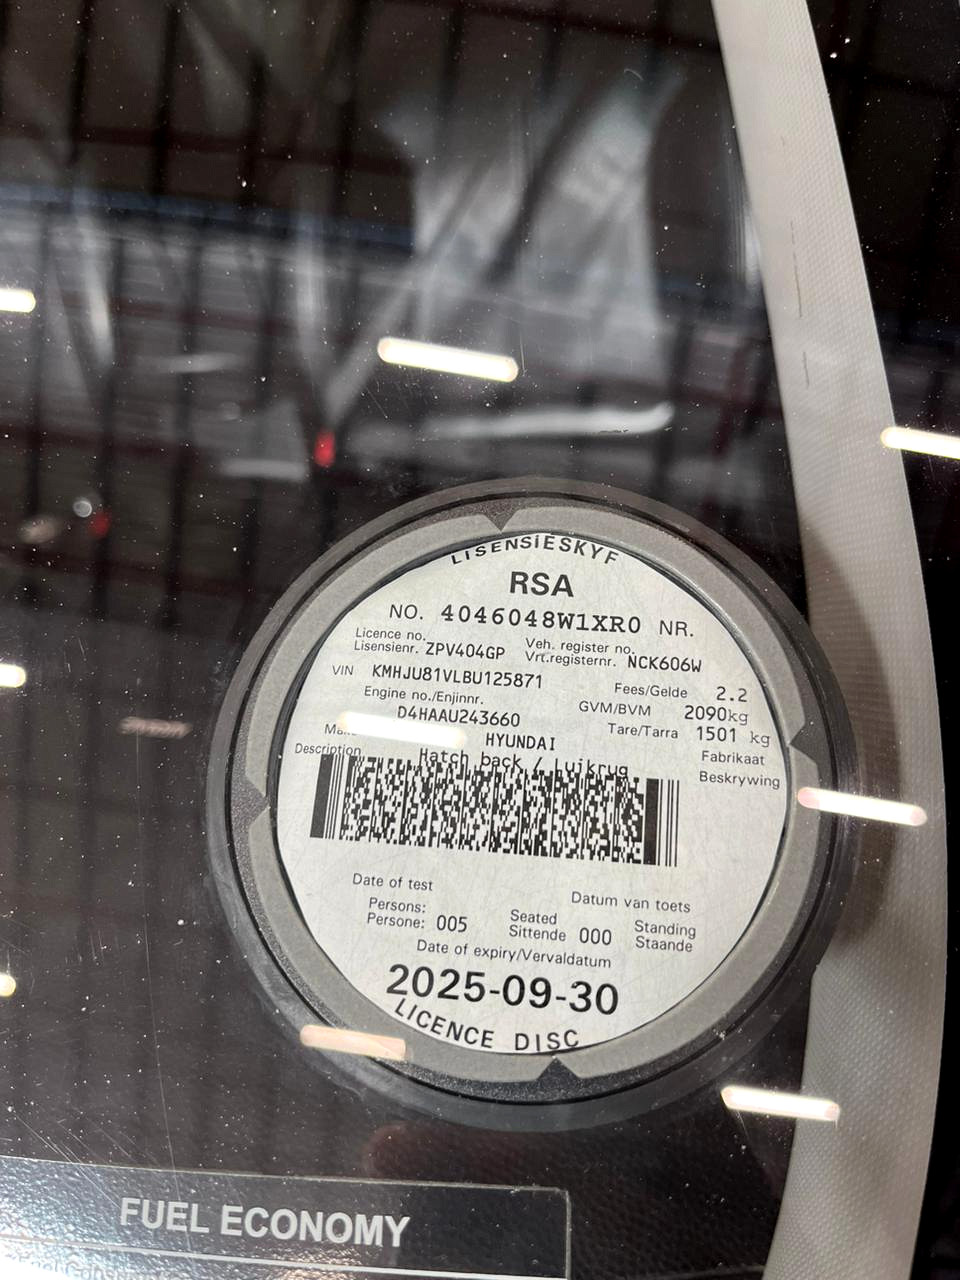 LISENSIESKYF
RSA
NO. 4046048W1XR0 NR.
Licence no. Veh. register no.
Lisensienr. ZPV404GP Vrt.registernr. NCK606W
VIN KMHJU81VLBU125871 Fees/Gelde 2.2
Engine no./Enjinnr. GVM/BVM 2090kg
D4HAAU243660 Tare/Tarra 1501 kg
HYUNDAI Fabrikaat
Description Hatch back / Luikrug Beskrywing
Date of test Datum van toets
Persons: Seated Standing
Persone: 005 Sittende 000 Staande
Date of expiry/Vervaldatum
2025-09-30
LICENCE DISC
FUEL ECONOMY